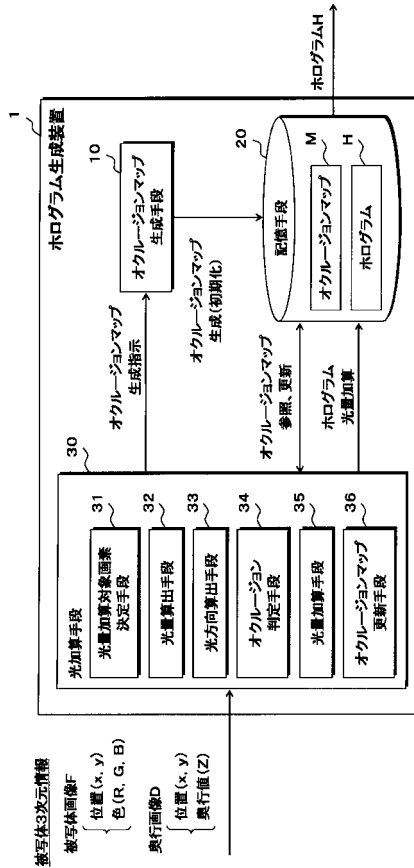 1
ホログラム生成装置
被写体3次元情報
被写体画像F
位置(x, y)
色(R, G, B)
奥行画像D
位置(x, y)
奥行値(Z)
30
光加算手段
31
光量加算対象画素
決定手段
32
光量算出手段
33
光方向算出手段
34
オクルージョン
判定手段
35
光量加算手段
36
オクルージョンマップ
更新手段
オクルージョンマップ
生成指示
10
オクルージョンマップ
生成手段
オクルージョンマップ
生成(初期化)
オクルージョンマップ
参照、更新
ホログラム
光量加算
20
記憶手段
M
オクルージョンマップ
H
ホログラム
ホログラムH